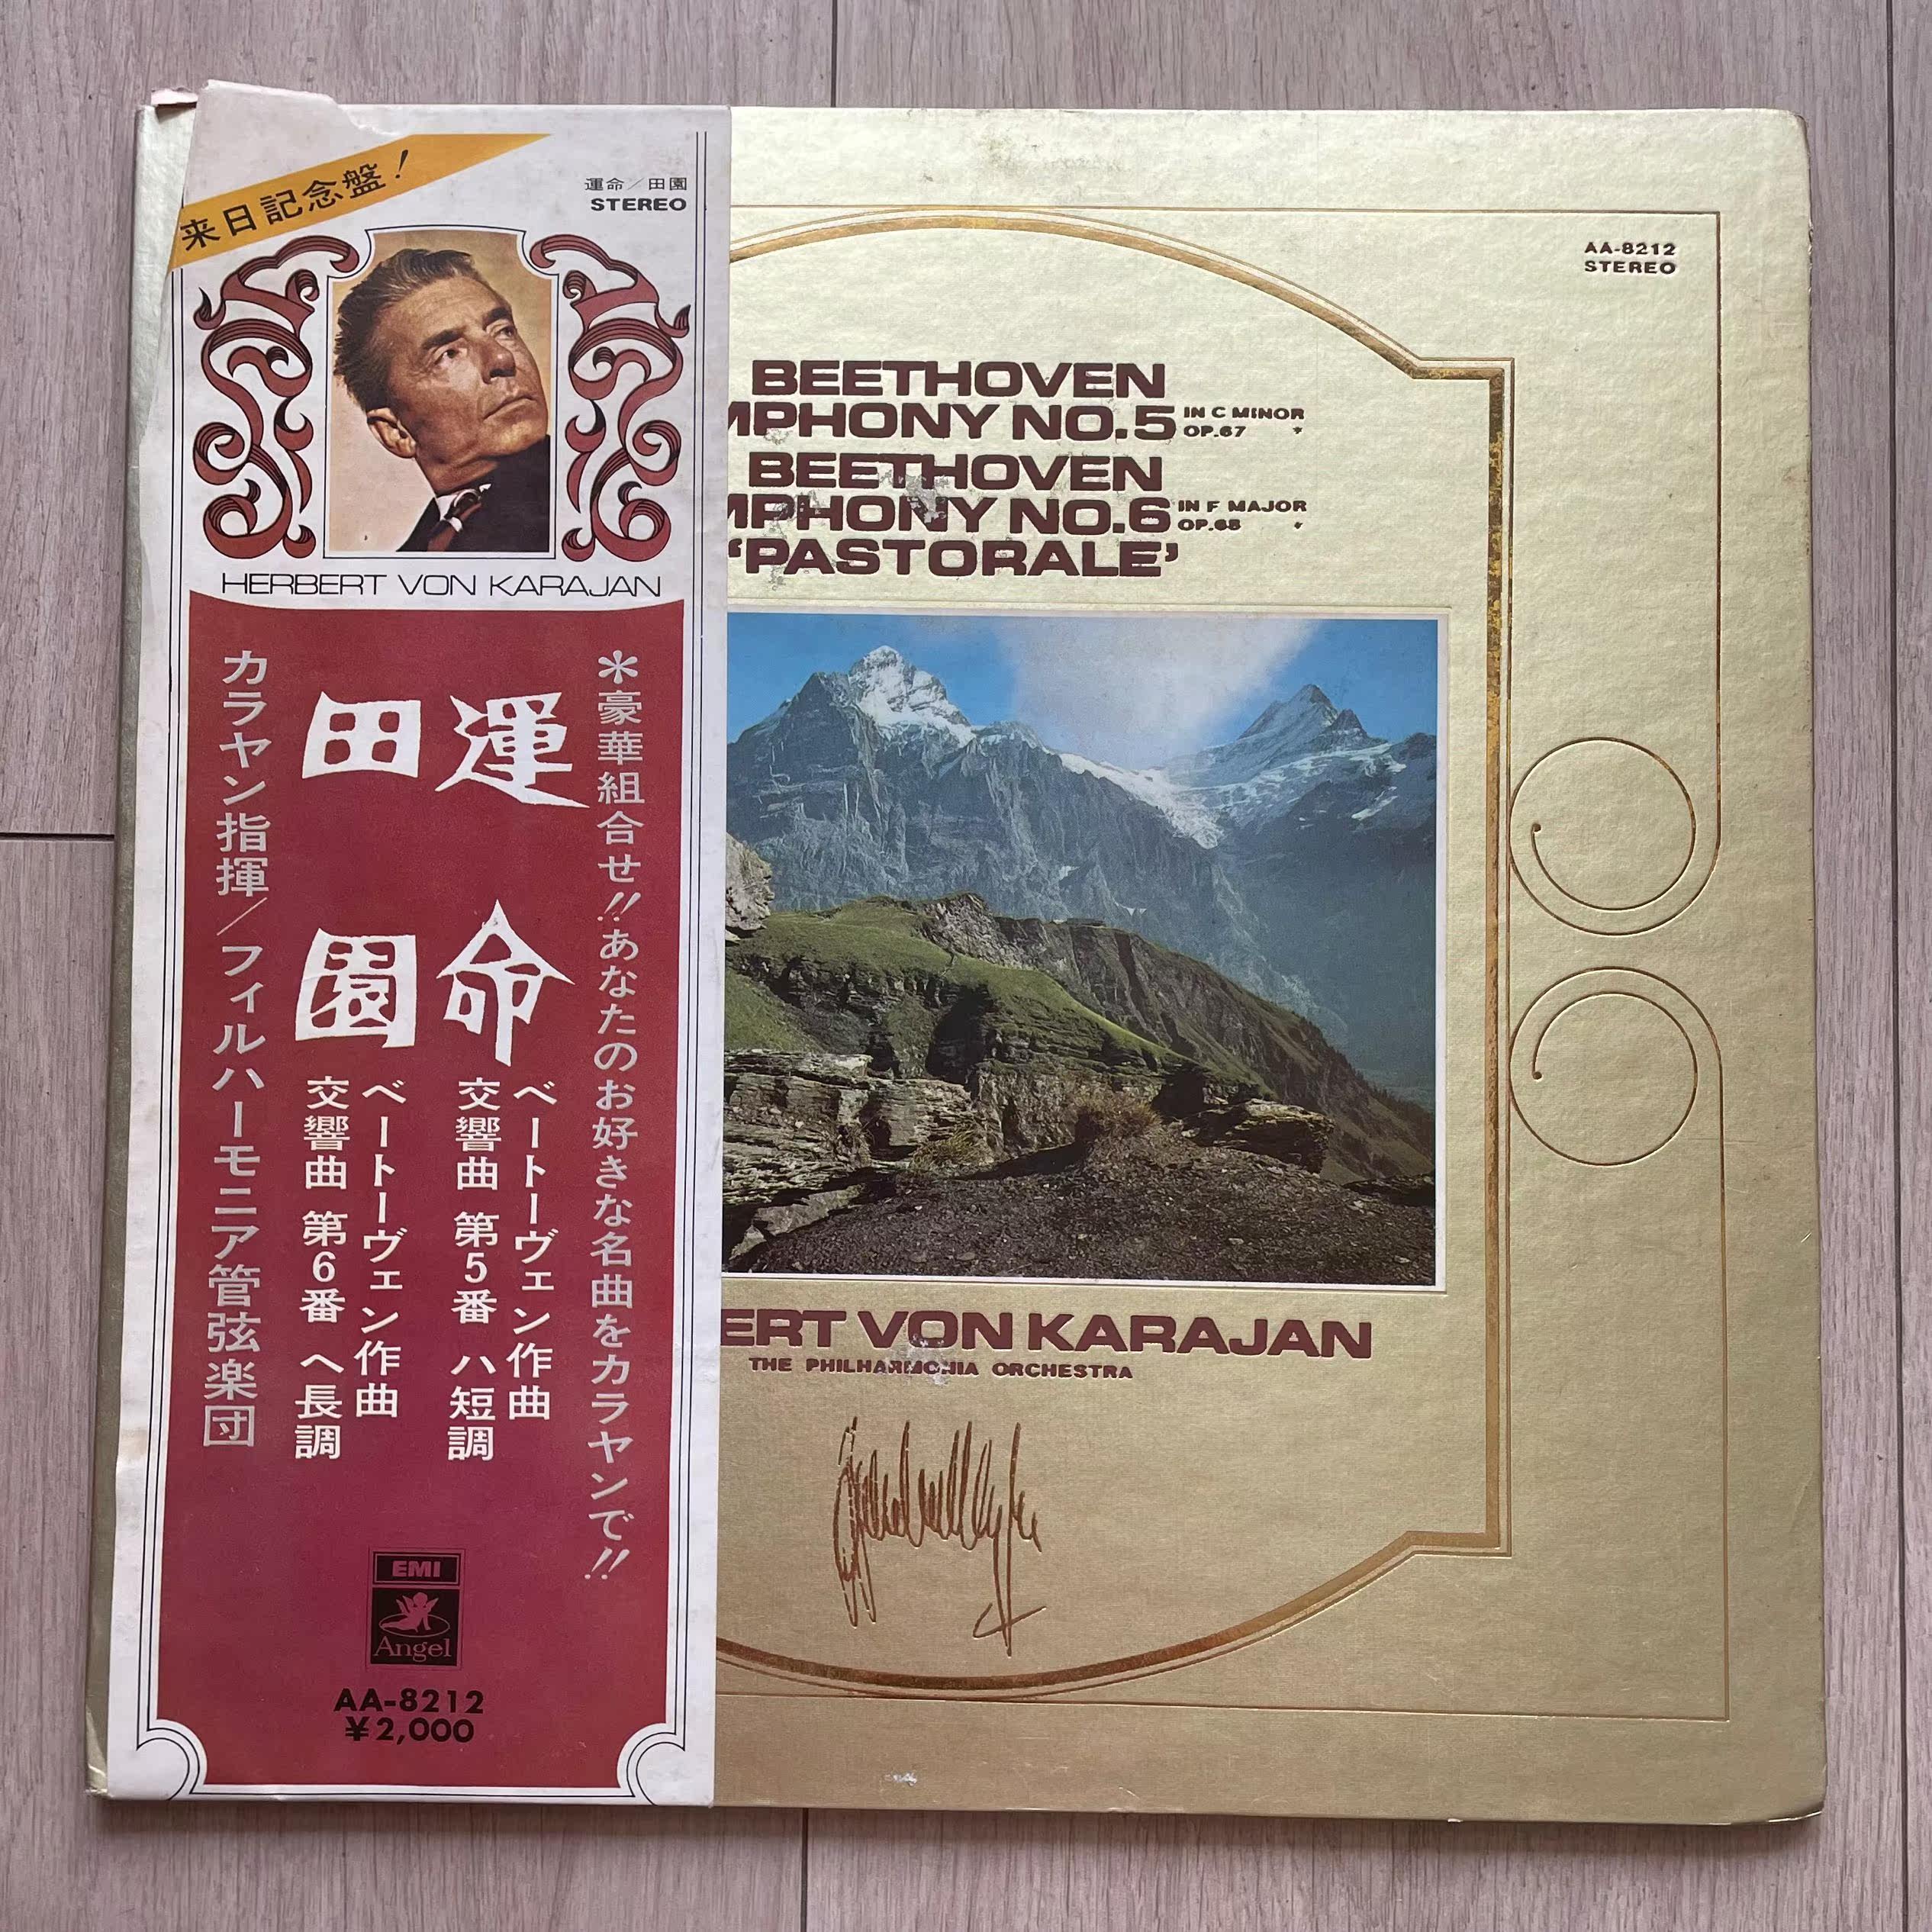 来日記念盤!
運命/田園
STEREO
HERBERT VON KARAJAN
*豪華組合せ!!あなたのお好きな名曲をカラヤンで!!
運命
ベートーヴェン作曲
交響曲 第5番 ハ短調
田園
ベートーヴェン作曲
交響曲 第6番 ヘ長調
カラヤン指揮/フィルハーモニア管弦楽団
EMI
Angel
AA-8212
¥2,000
AA-8212
STEREO
BEETHOVEN
MPHONY NO.5 IN C MINOR
OP.67
BEETHOVEN
MPHONY NO.6 IN F MAJOR
OP.68
'PASTORALE'
ERT VON KARAJAN
THE PHILHARMONIA ORCHESTRA